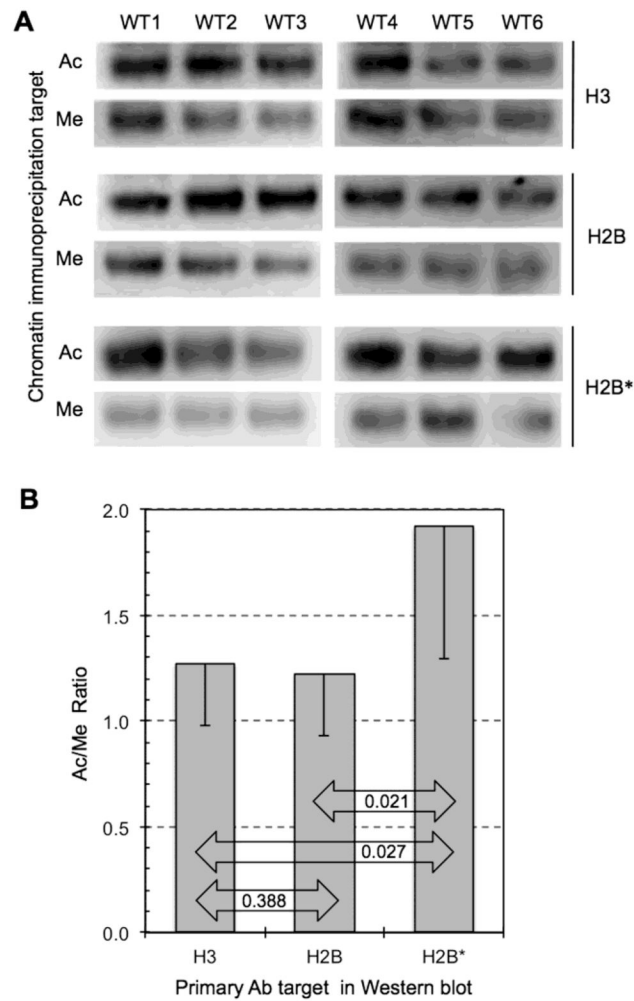 A
WT1 WT2 WT3 WT4 WT5 WT6
Chromatin immunoprecipitation target
Ac
Me
H3
Ac
Me
H2B
Ac
Me
H2B*
B
Ac/Me Ratio
2.0
1.5
1.0
0.5
0.0
0.021
0.027
0.388
H3 H2B H2B*
Primary Ab target in Western blot